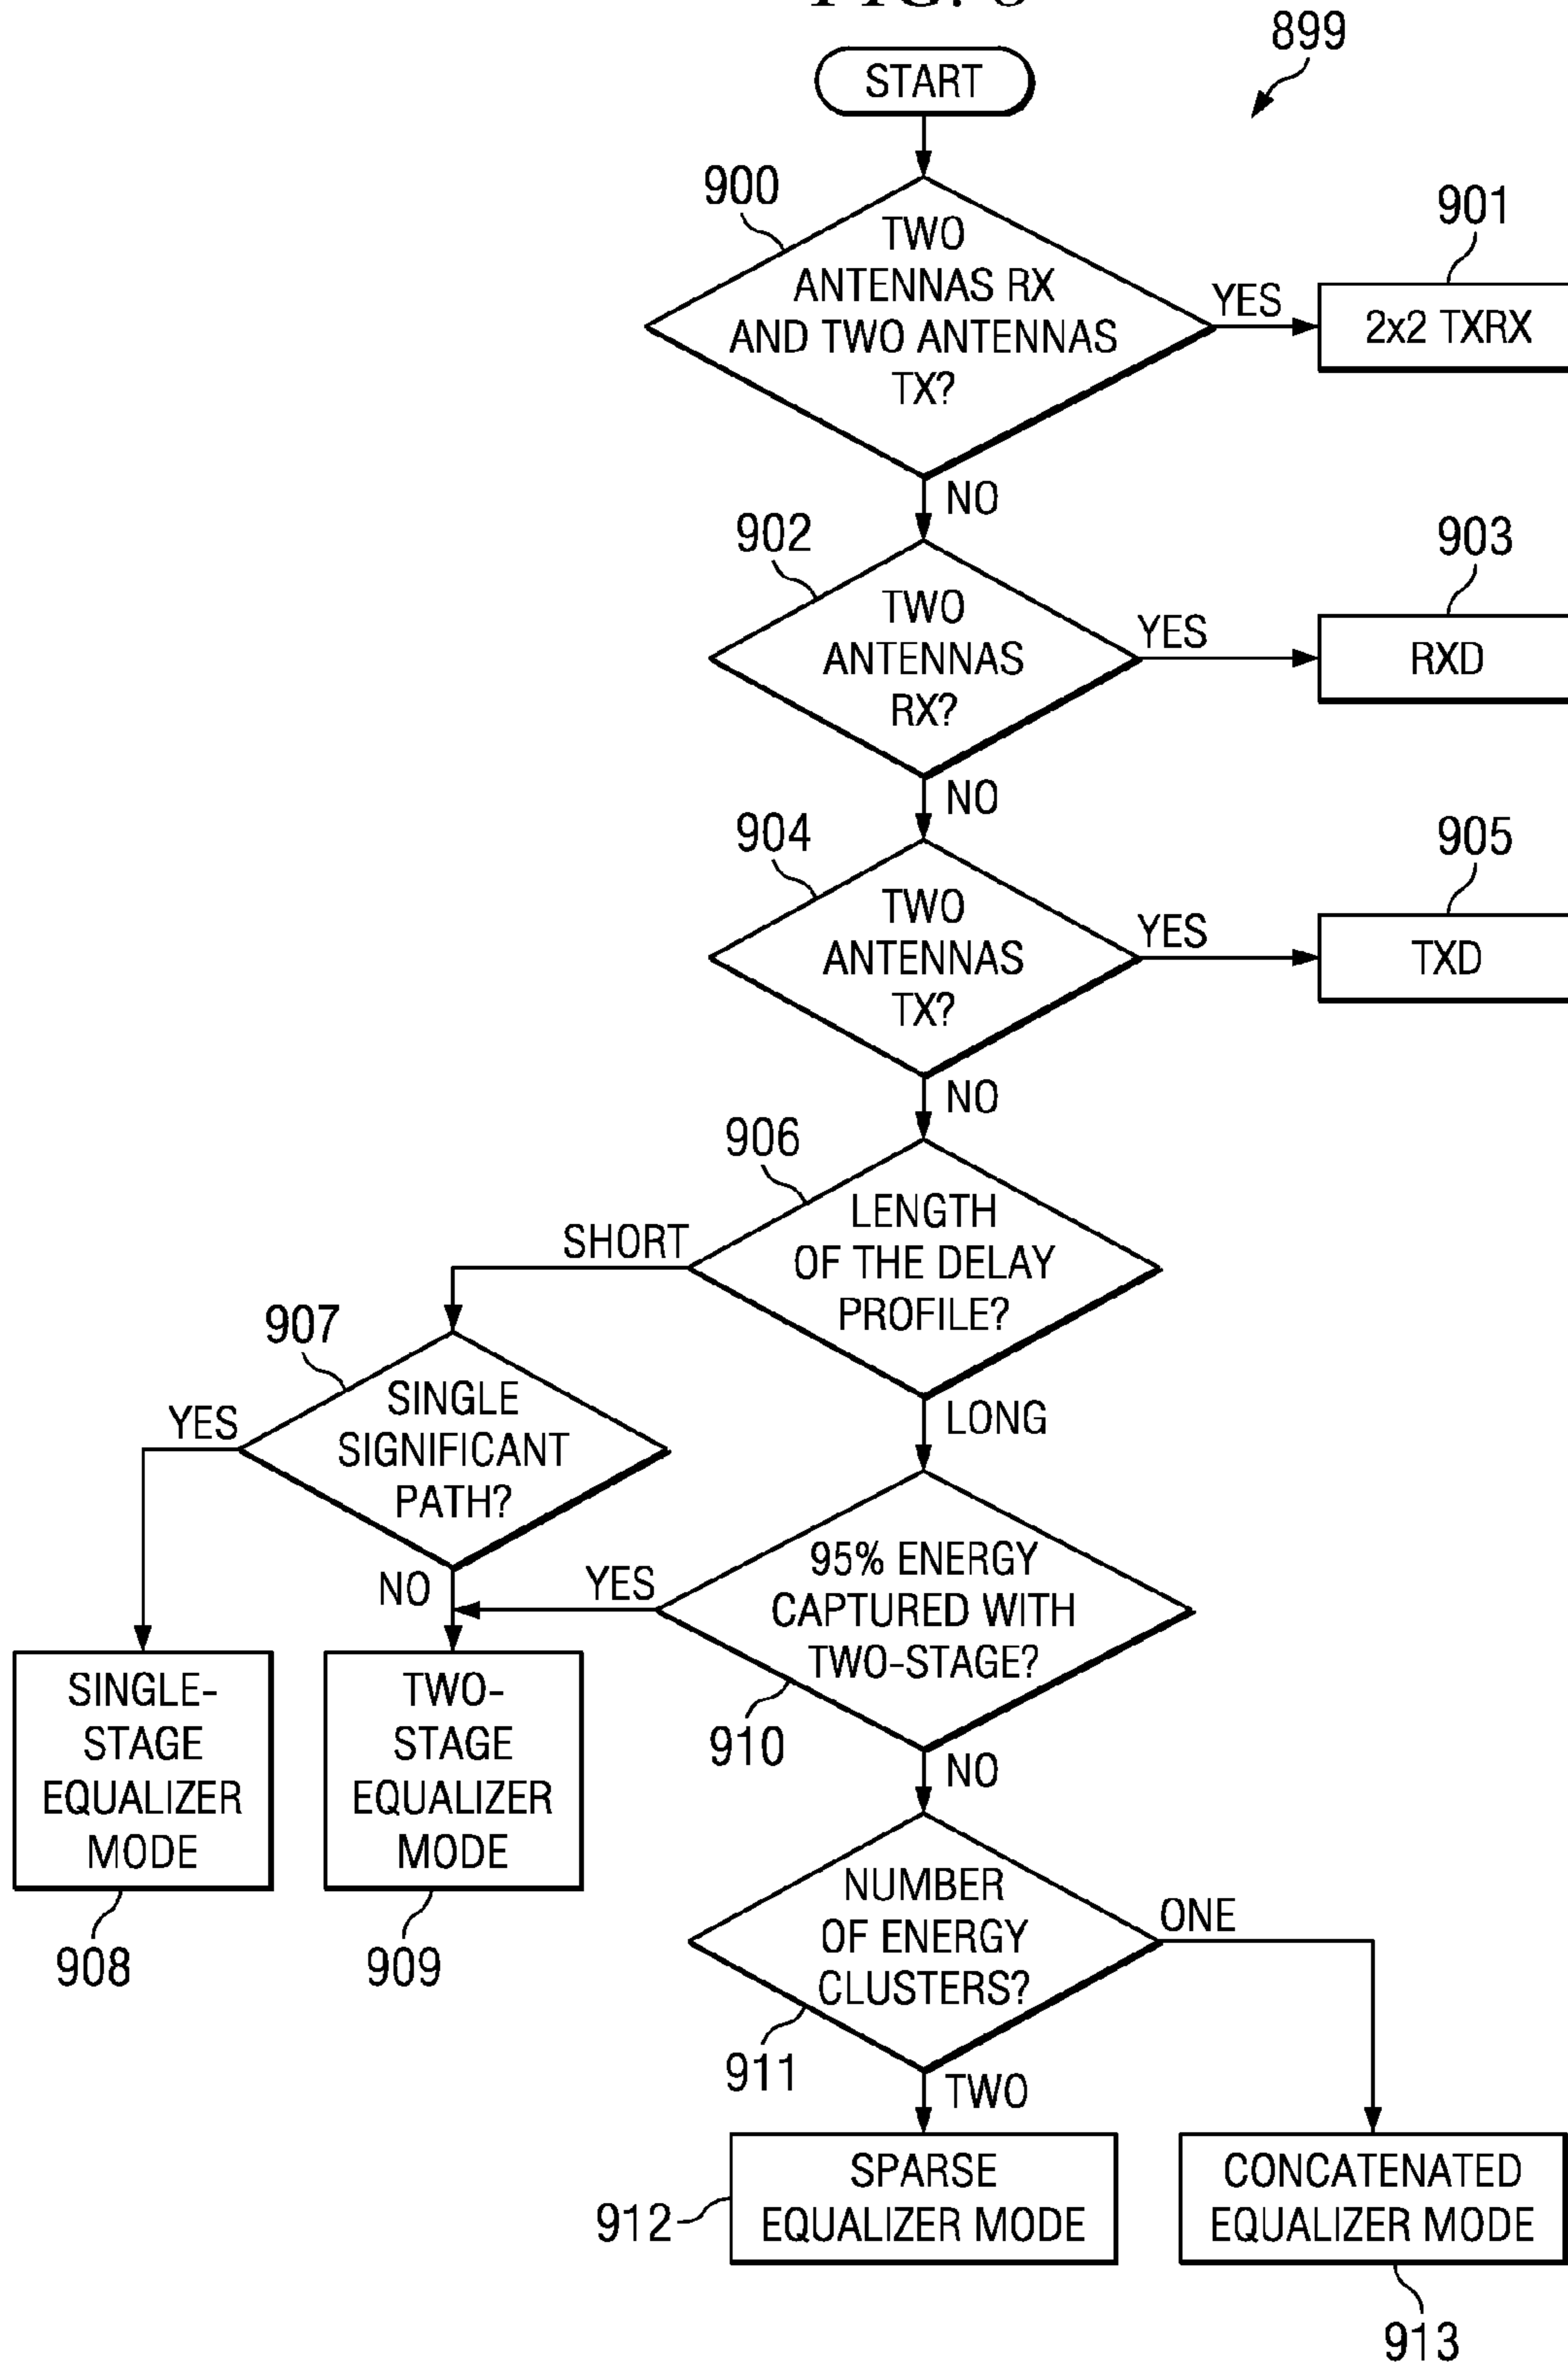 899
START
900
TWO
ANTENNAS RX
AND TWO ANTENNAS
TX?
YES
901
2x2 TXRX
NO
902
TWO
ANTENNAS
RX?
YES
903
RXD
NO
904
TWO
ANTENNAS
TX?
YES
905
TXD
NO
906
LENGTH
OF THE DELAY
PROFILE?
SHORT
LONG
907
SINGLE
SIGNIFICANT
PATH?
YES
NO
95% ENERGY
CAPTURED WITH
TWO-STAGE?
YES
910
NO
SINGLE-
STAGE
EQUALIZER
MODE
908
TWO-
STAGE
EQUALIZER
MODE
909
NUMBER
OF ENERGY
CLUSTERS?
ONE
911
TWO
SPARSE
EQUALIZER MODE
912
CONCATENATED
EQUALIZER MODE
913